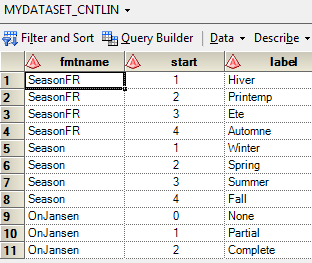 MYDATASET_CNTLIN
Filter and Sort Query Builder Data Describe
fmtname start label
1 SeasonFR 1 Hiver
2 SeasonFR 2 Printemp
3 SeasonFR 3 Ete
4 SeasonFR 4 Automne
5 Season 1 Winter
6 Season 2 Spring
7 Season 3 Summer
8 Season 4 Fall
9 OnJansen 0 None
10 OnJansen 1 Partial
11 OnJansen 2 Complete